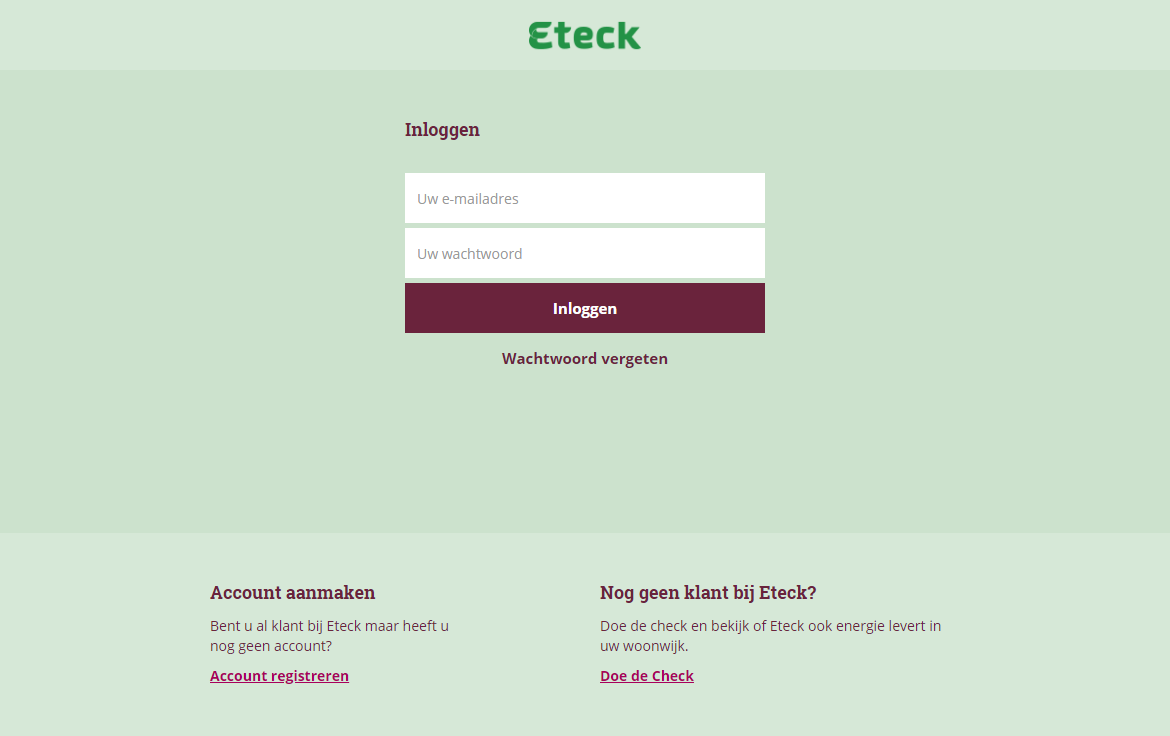 Eteck
Inloggen
Uw e-mailadres
Uw wachtwoord
Inloggen
Wachtwoord vergeten
Account aanmaken
Bent u al klant bij Eteck maar heeft u
nog geen account?
Account registreren
Nog geen klant bij Eteck?
Doe de check en bekijk of Eteck ook energie levert in
uw woonwijk.
Doe de Check